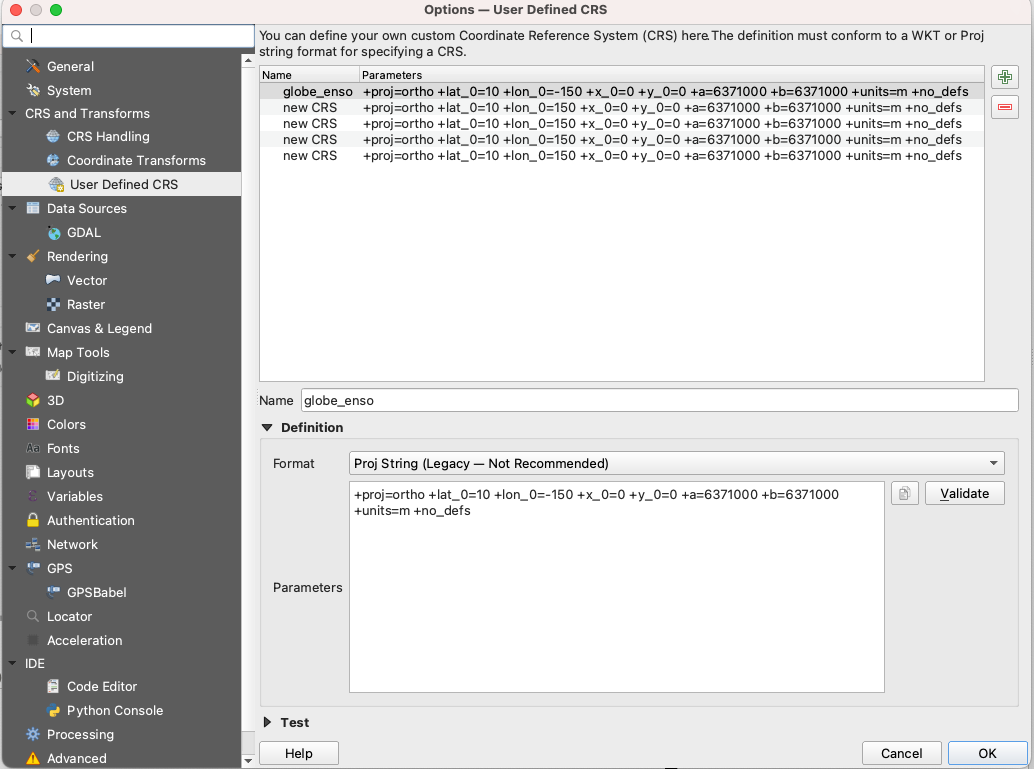 Options — User Defined CRS
You can define your own custom Coordinate Reference System (CRS) here. The definition must conform to a WKT or Proj
string format for specifying a CRS.
General
System
CRS and Transforms
CRS Handling
Coordinate Transforms
User Defined CRS
Data Sources
GDAL
Rendering
Vector
Raster
Canvas & Legend
Map Tools
Digitizing
3D
Colors
Fonts
Layouts
Variables
Authentication
Network
GPS
GPSBabel
Locator
Acceleration
IDE
Code Editor
Python Console
Processing
Advanced
Name Parameters
globe_enso +proj=ortho +lat_0=10 +lon_0=-150 +x_0=0 +y_0=0 +a=6371000 +b=6371000 +units=m +no_defs
new CRS +proj=ortho +lat_0=10 +lon_0=150 +x_0=0 +y_0=0 +a=6371000 +b=6371000 +units=m +no_defs
new CRS +proj=ortho +lat_0=10 +lon_0=150 +x_0=0 +y_0=0 +a=6371000 +b=6371000 +units=m +no_defs
new CRS +proj=ortho +lat_0=10 +lon_0=150 +x_0=0 +y_0=0 +a=6371000 +b=6371000 +units=m +no_defs
new CRS +proj=ortho +lat_0=10 +lon_0=150 +x_0=0 +y_0=0 +a=6371000 +b=6371000 +units=m +no_defs
Name globe_enso
Definition
Format Proj String (Legacy — Not Recommended)
+proj=ortho +lat_0=10 +lon_0=-150 +x_0=0 +y_0=0 +a=6371000 +b=6371000
+units=m +no_defs
Validate
Parameters
Test
Help Cancel OK